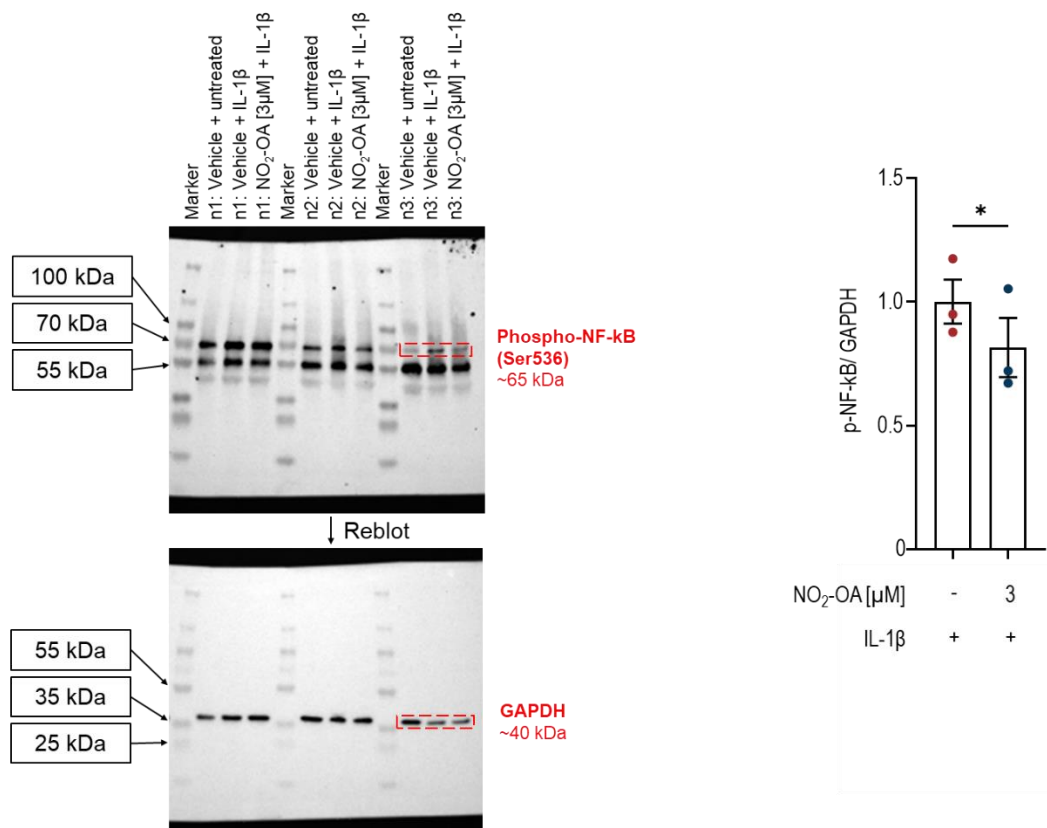 Marker
n1: Vehicle + untreated
n1: Vehicle + IL-1β
n1: NO₂-OA [3µM] + IL-1β
Marker
n2: Vehicle + untreated
n2: Vehicle + IL-1β
n2: NO₂-OA [3µM] + IL-1β
Marker
n3: Vehicle + untreated
n3: Vehicle + IL-1β
n3: NO₂-OA [3µM] + IL-1β
100 kDa
70 kDa
55 kDa
Phospho-NF-kB
(Ser536)
~65 kDa
Reblot
55 kDa
35 kDa
25 kDa
GAPDH
~40 kDa
p-NF-kB/ GAPDH
1.5
1.0
0.5
0
*
NO₂-OA [µM] - 3
IL-1β + +